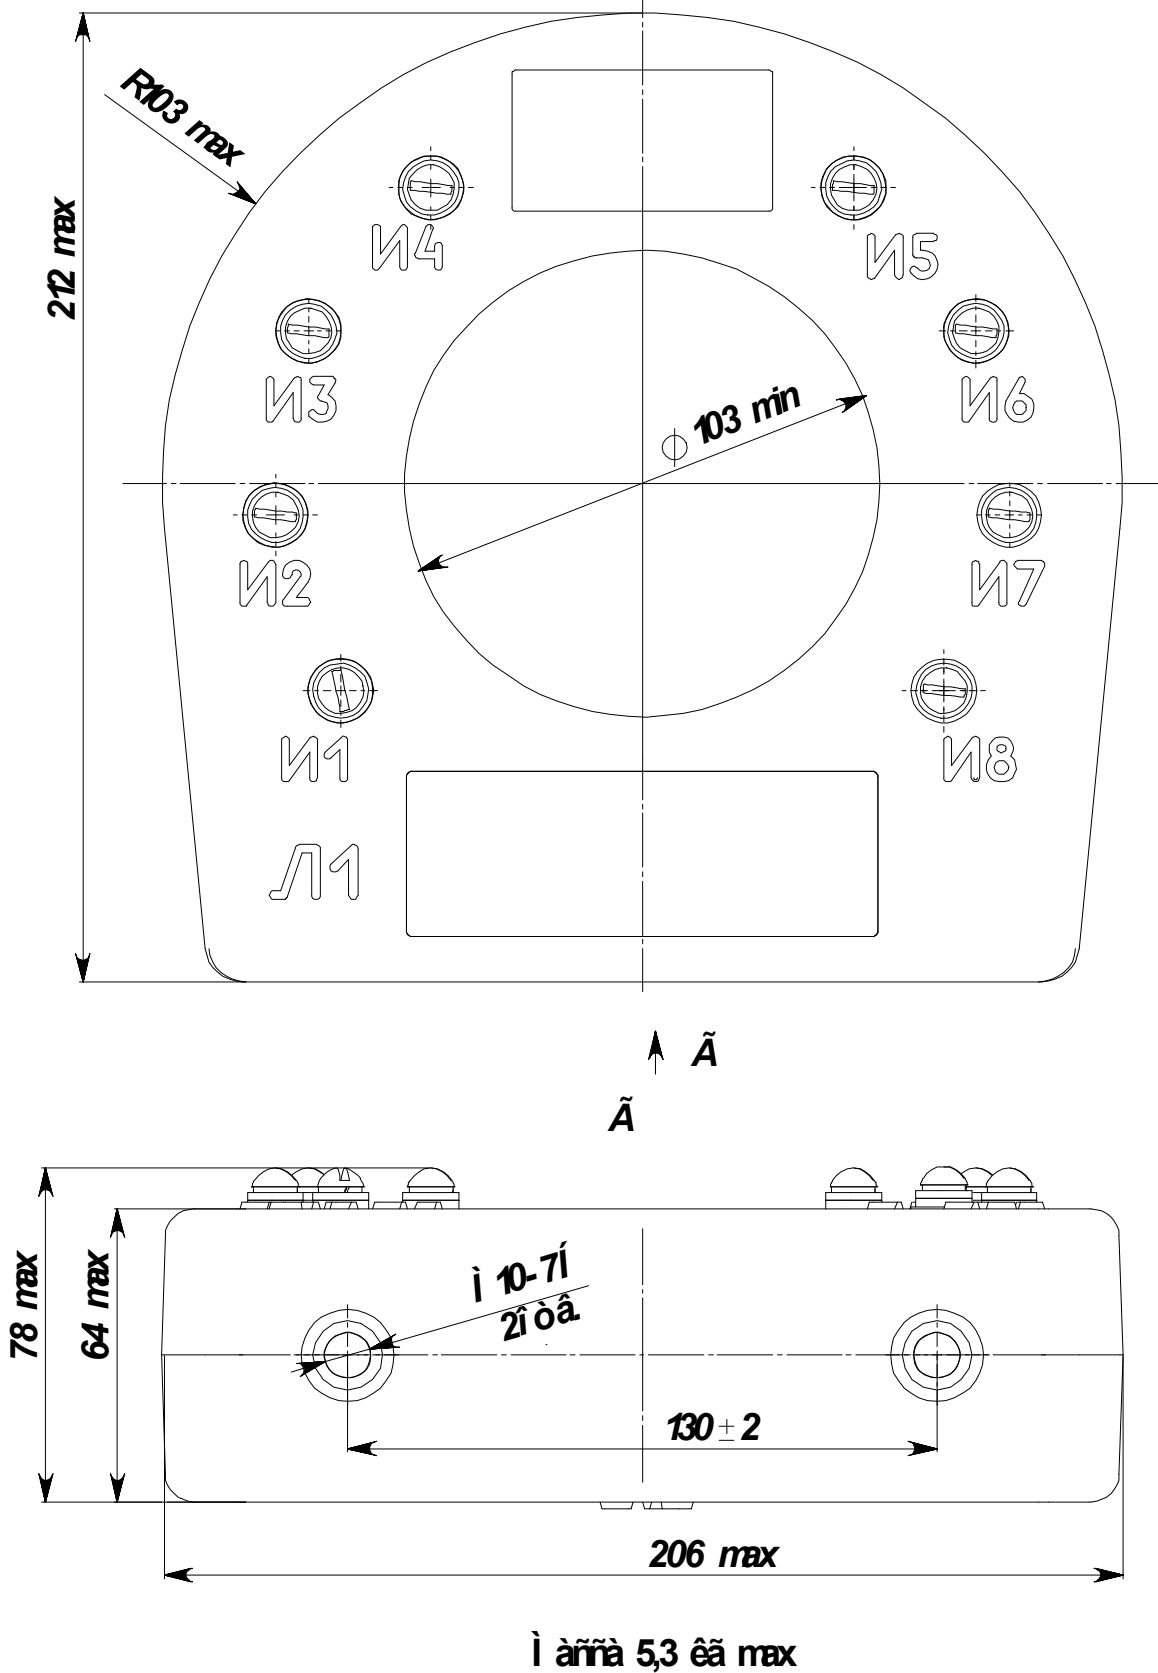 R103 max
212 max
И4
И5
И3
И6
103 min
И2
И7
И1
И8
Л1
Ã
Ã
78 max
64 max
Ì 10-7Í
2î òâ.
130 ± 2
206 max
Ì àññà 5,3 êã max